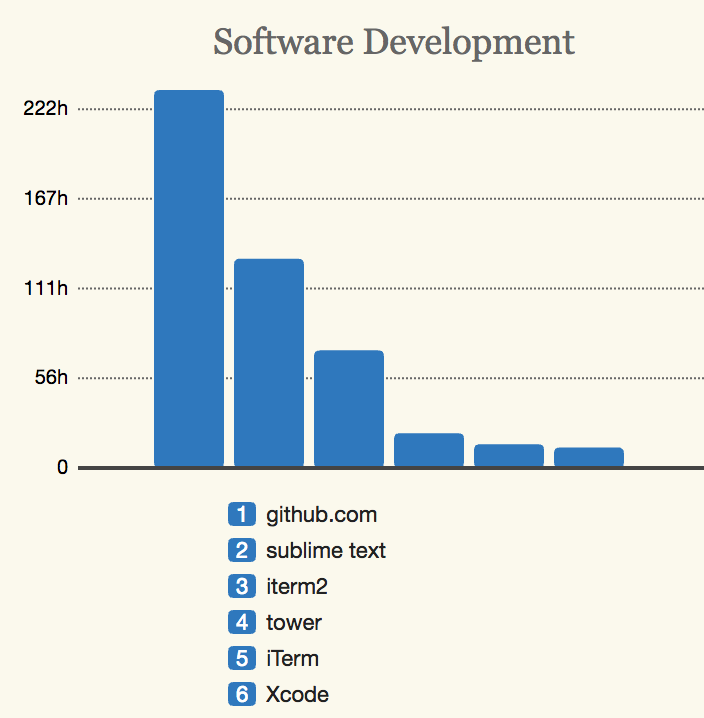 Software Development
222h
167h
111h
56h
0
1 github.com
2 sublime text
3 iterm2
4 tower
5 iTerm
6 Xcode